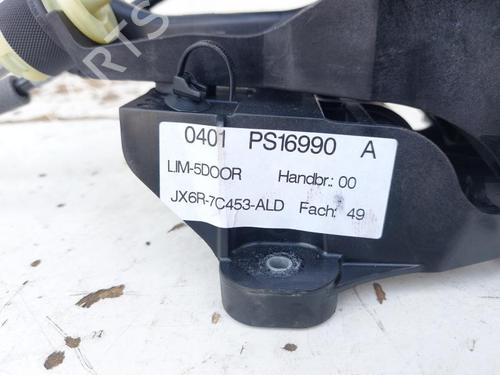 0401 PS16990 A
LIM-5DOOR Handbr.: 00
JX6R-7C453-ALD Fach: 49